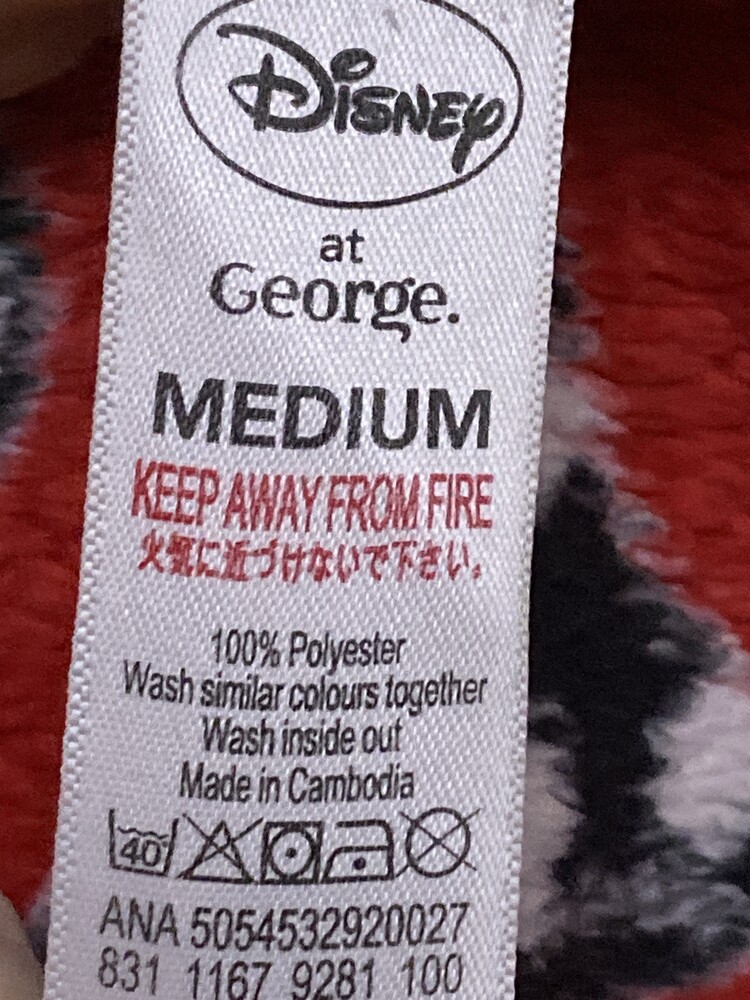 Disney
at
George.
MEDIUM
KEEP AWAY FROM FIRE
火気に近づけないで下さい。
100% Polyester
Wash similar colours together
Wash inside out
Made in Cambodia
40
ANA 5054532920027
831 1167 9281 100